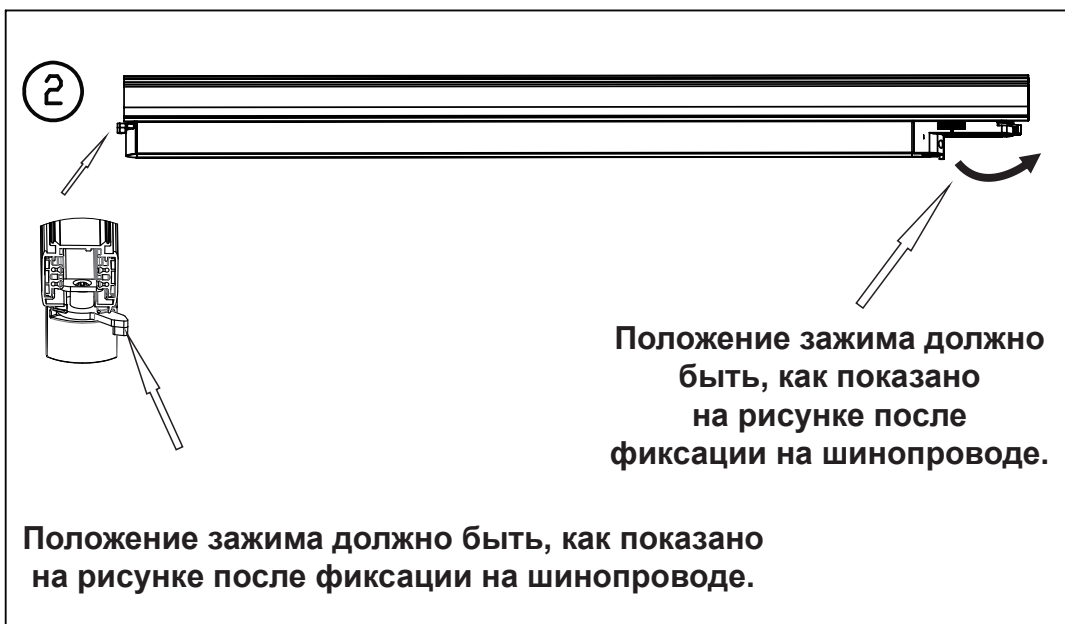 2
Положение зажима должно
быть, как показано
на рисунке после
фиксации на шинопроводе.
Положение зажима должно быть, как показано
на рисунке после фиксации на шинопроводе.